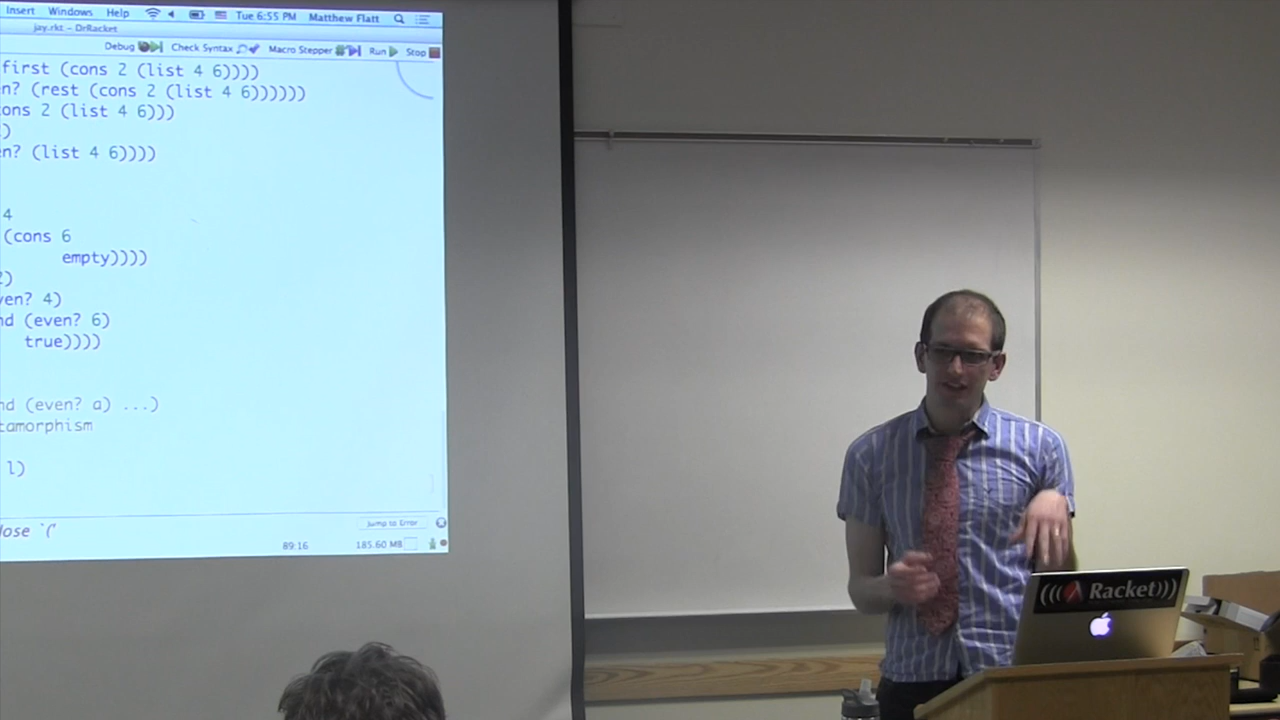 Insert Windows Help Tue 6:55 PM Matthew Flatt
jay.rkt - DrRacket
Debug Check Syntax Macro Stepper Run Stop
first (cons 2 (list 4 6))))
n? (rest (cons 2 (list 4 6))))))
ons 2 (list 4 6)))
)
n? (list 4 6))))
4
(cons 6
empty))))
2)
ven? 4)
nd (even? 6)
true))))
nd (even? a) ...)
tamorphism
l)
lose `('
Jump to Error
89:16 185.60 MB
(((λ Racket)))